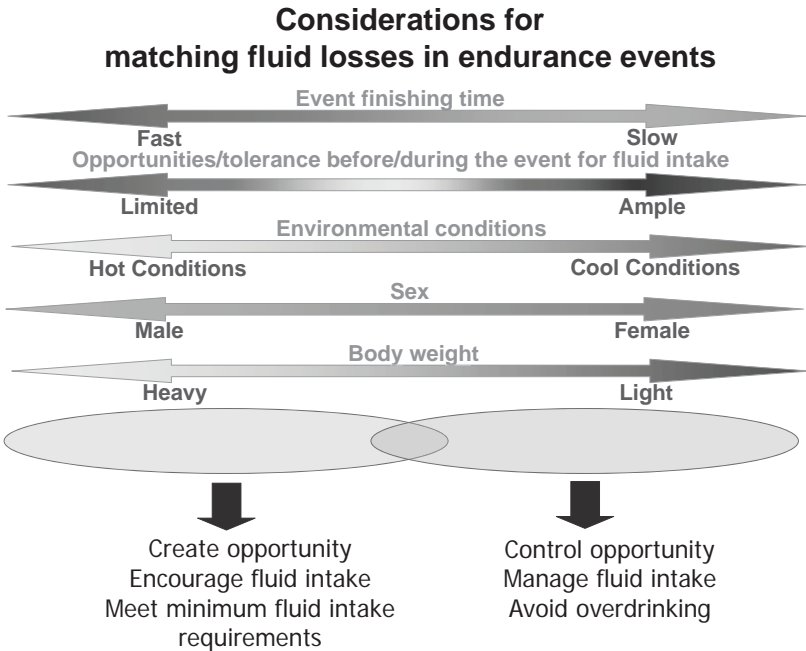 Considerations for
matching fluid losses in endurance events
Event finishing time
Fast Slow
Opportunities/tolerance before/during the event for fluid intake
Limited Ample
Environmental conditions
Hot Conditions Cool Conditions
Sex
Male Female
Body weight
Heavy Light
Create opportunity
Encourage fluid intake
Meet minimum fluid intake
requirements
Control opportunity
Manage fluid intake
Avoid overdrinking